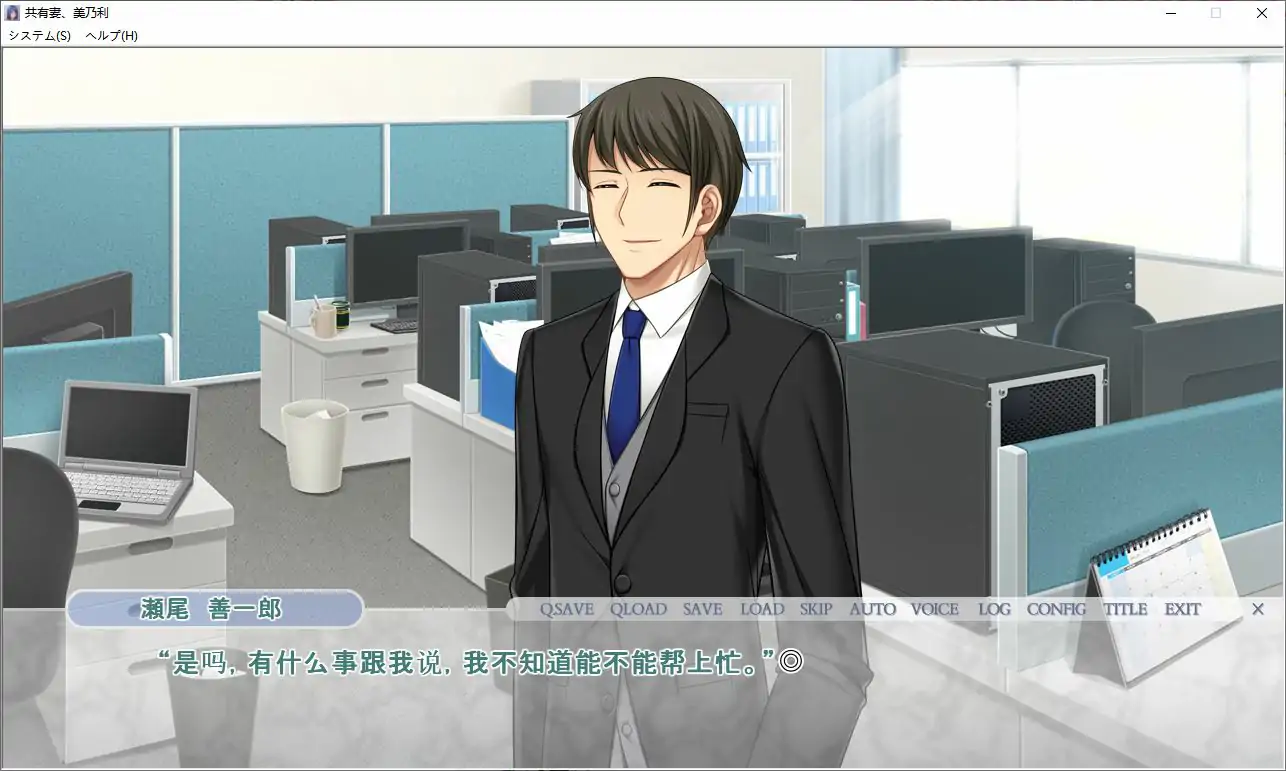 共有妻、美乃利
システム(S) ヘルプ(H)
瀬尾 善一郎
QSAVE QLOAD SAVE LOAD SKIP AUTO VOICE LOG CONFIG TITLE EXIT ×
“是吗, 有什么事跟我说, 我不知道能不能帮上忙。”◎